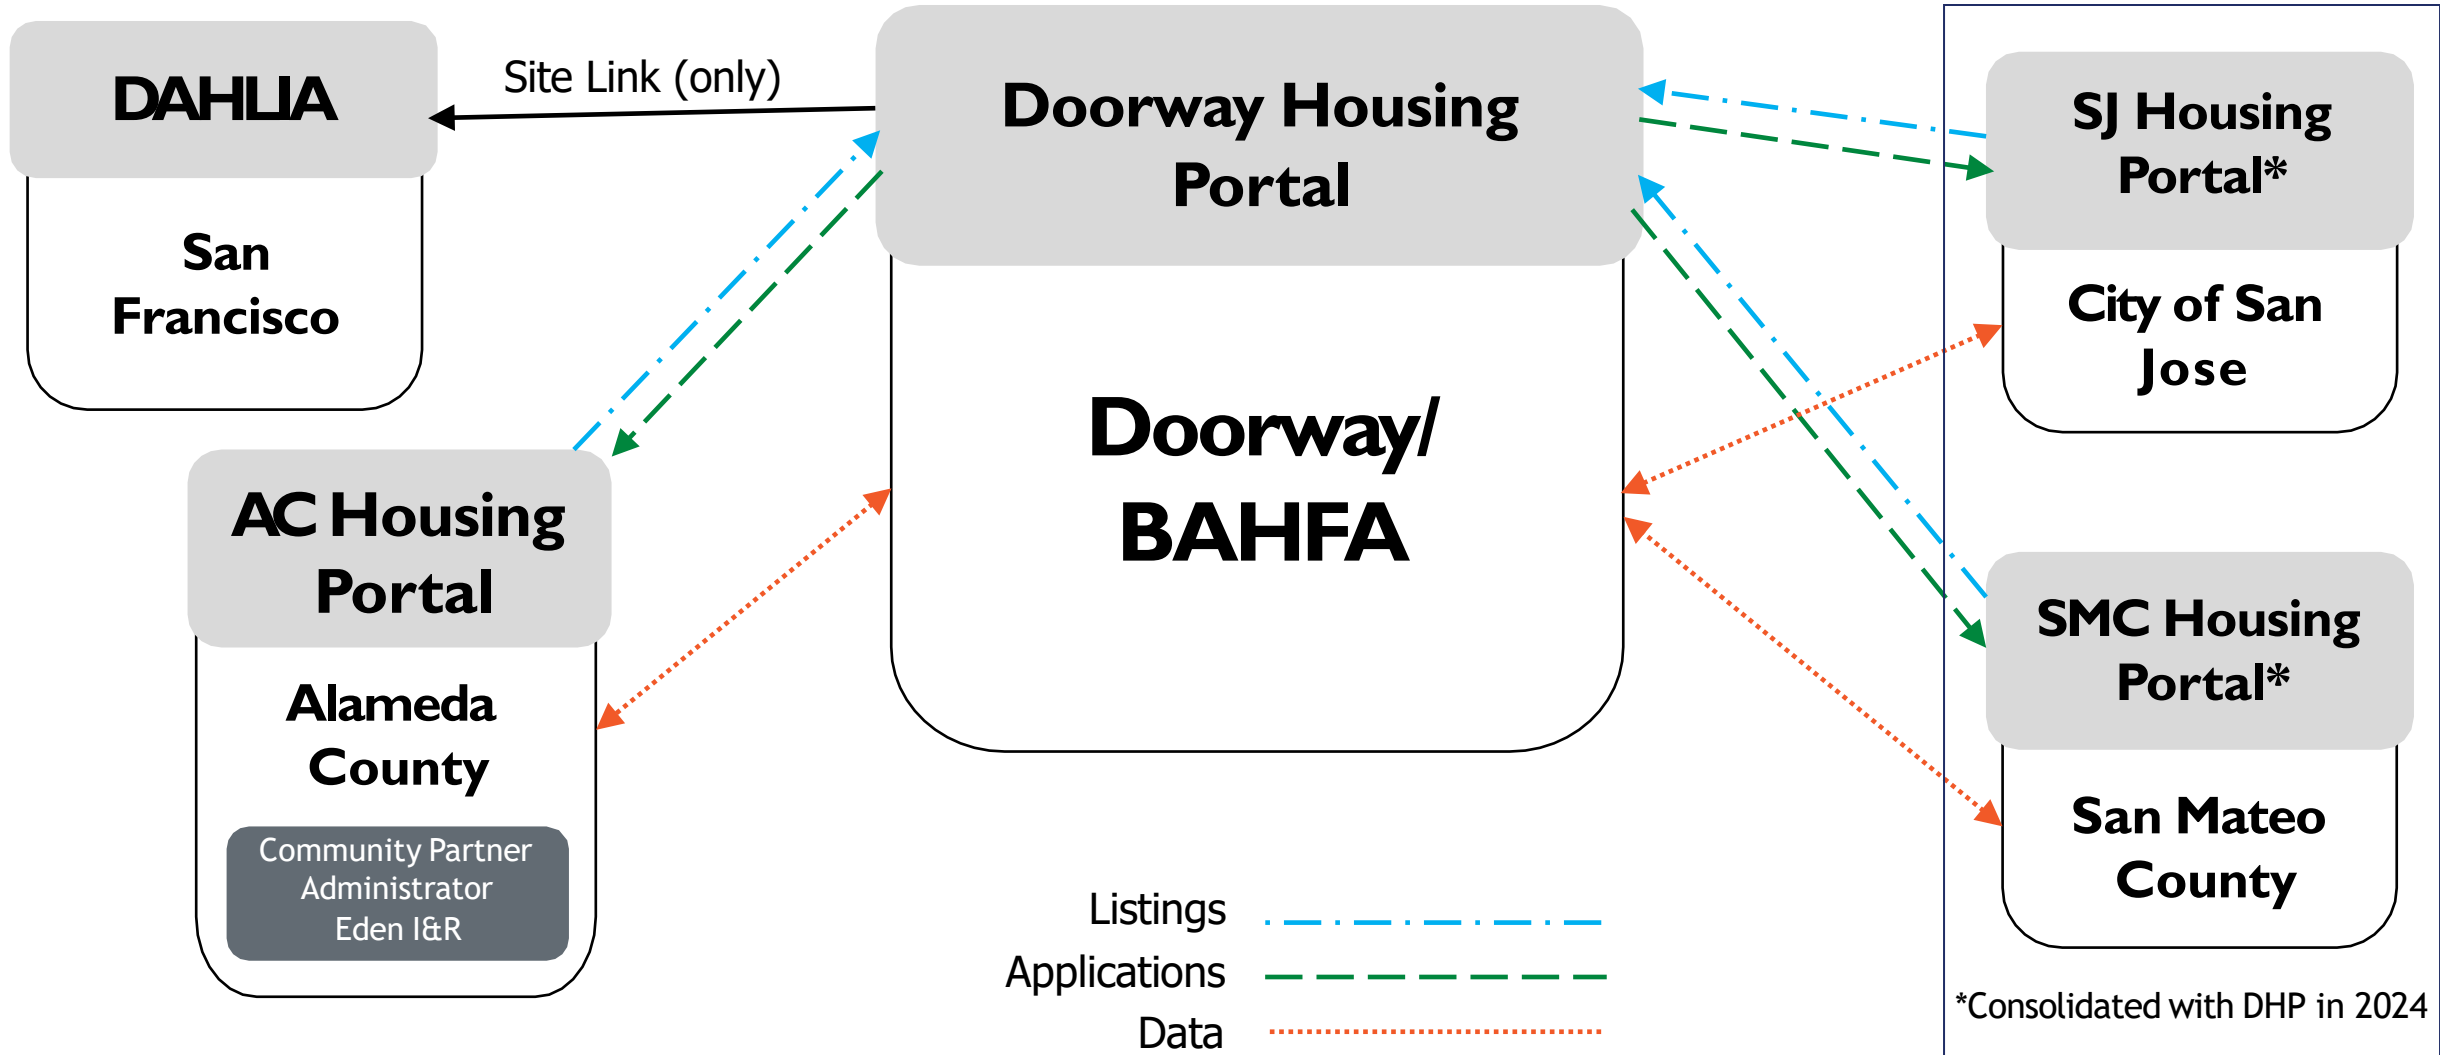 DAHLIA
San
Francisco
Site Link (only)
Doorway Housing
Portal
Doorway/
BAHFA
SJ Housing
Portal*
City of San
Jose
AC Housing
Portal
Alameda
County
Community Partner
Administrator
Eden I&R
SMC Housing
Portal*
San Mateo
County
Listings
Applications
Data
*Consolidated with DHP in 2024